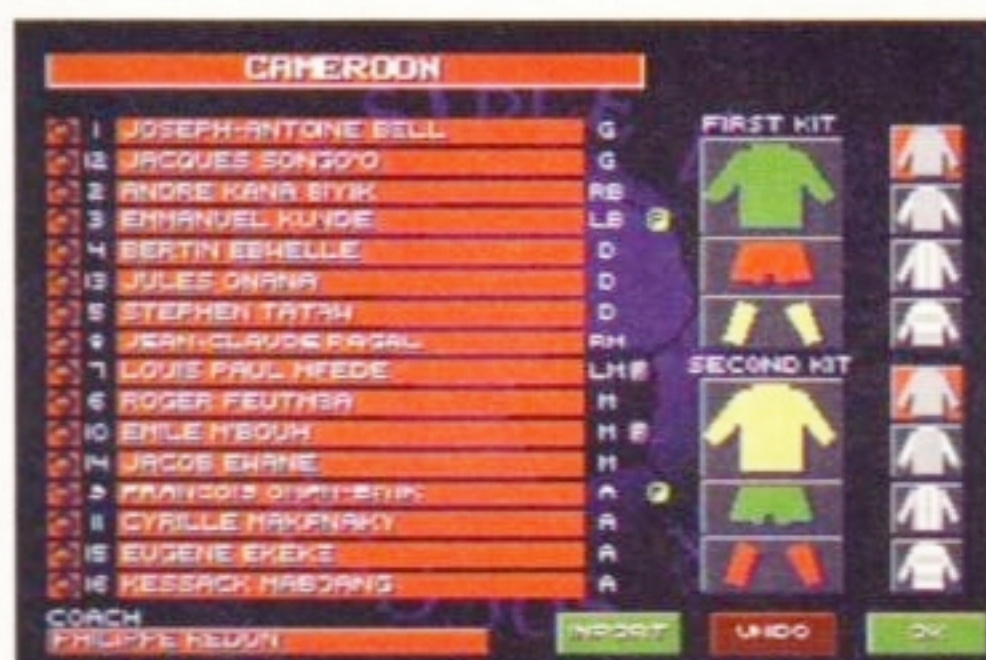 CAMEROON
1 JOSEPH-ANTOINE BELL G
12 JACQUES SONGO'O G
2 ANDRE KANA BIYIK RB
3 EMMANUEL KUNDE LB P
4 BERTIN EBWELLE D
13 JULES ONANA D
5 STEPHEN TATAW D
8 JEAN-CLAUDE PAGAL RM
7 LOUIS PAUL MFEDE LM
6 ROGER FEUTMBA M
10 EMILE M'BOUH M
14 JACOB EWANE M
9 FRANCOIS OMAN-BIYIK A P
11 CYRILLE MAKANAKY A
15 EUGENE EKEKE A
16 KESSACK MABOANG A
COACH
PHILIPPE REDON
FIRST KIT
SECOND KIT
IMPORT UNDO OK